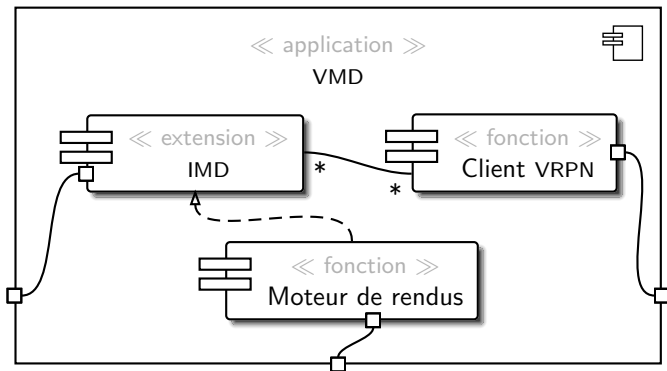 ≪ application ≫
VMD
≪ extension ≫
IMD
*
*
≪ fonction ≫
Client VRPN
≪ fonction ≫
Moteur de rendus